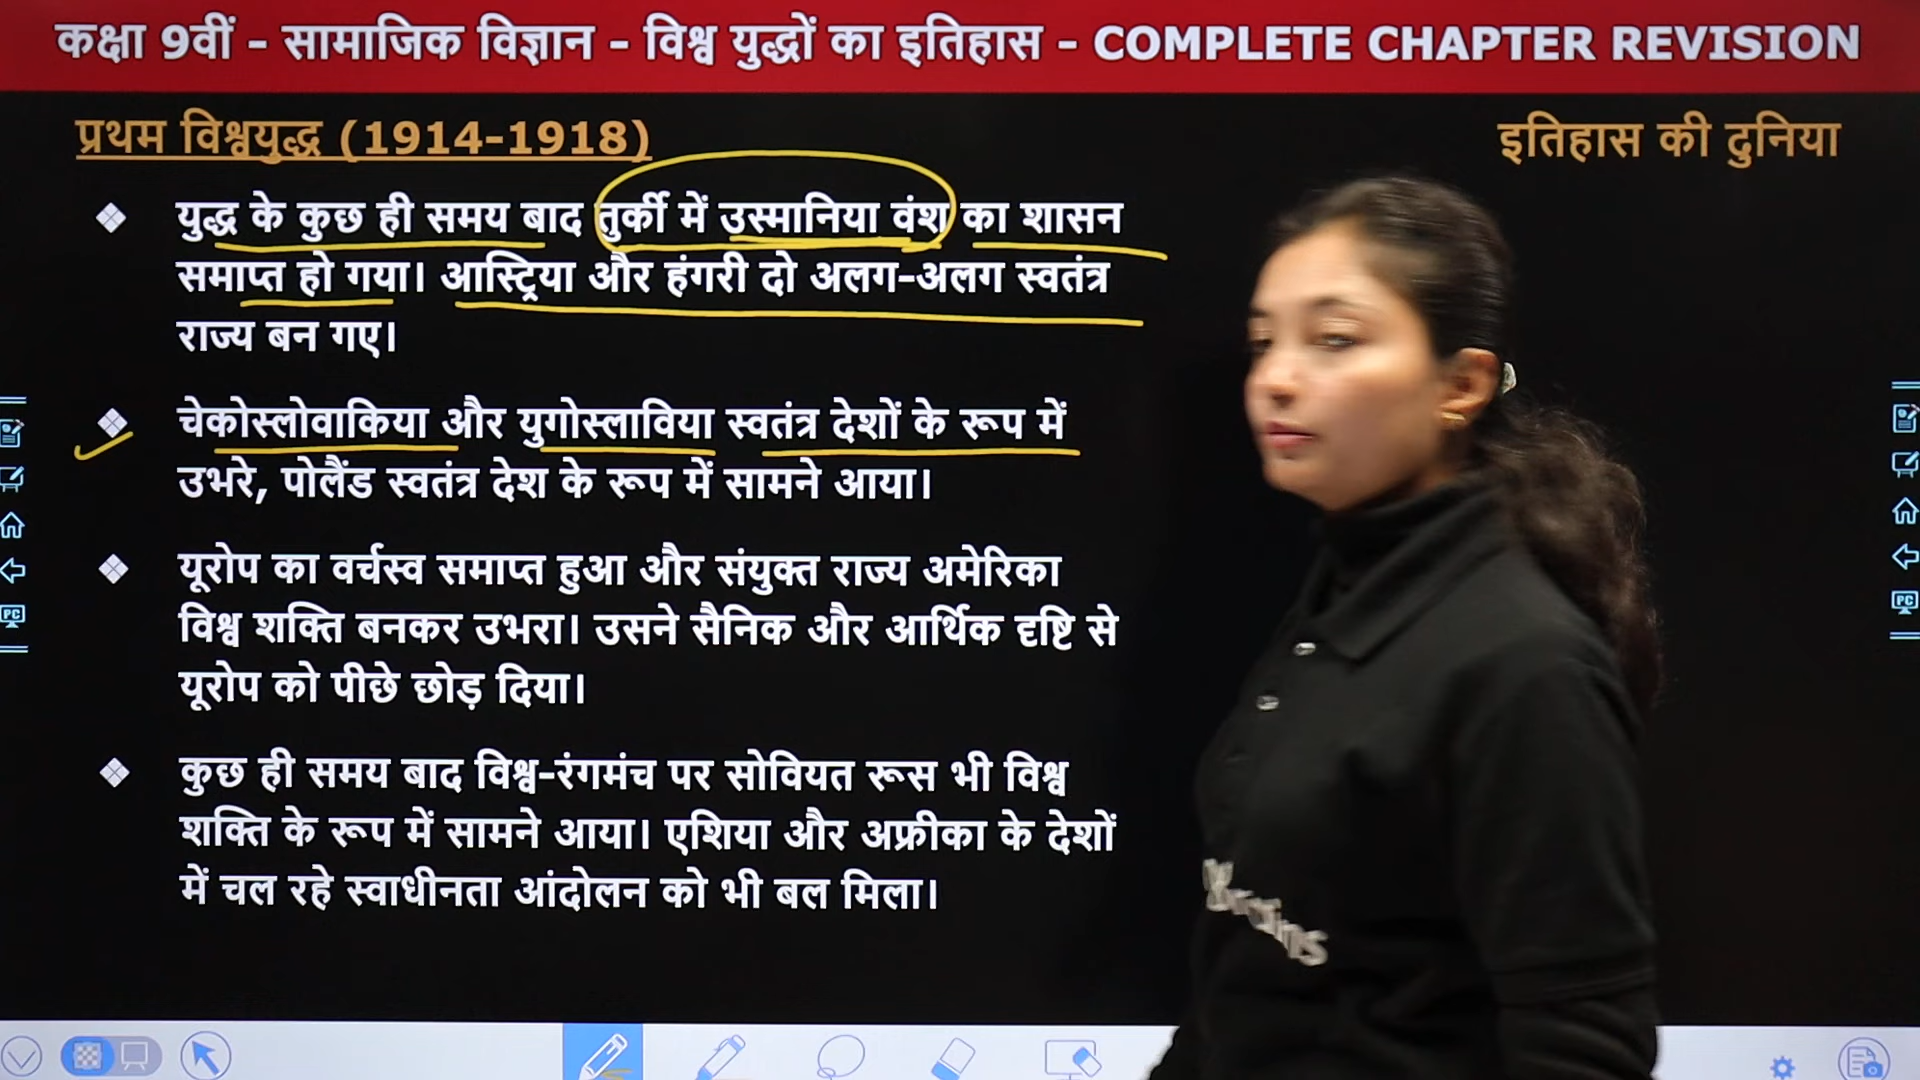 कक्षा 9वीं - सामाजिक विज्ञान - विश्व युद्धों का इतिहास - COMPLETE CHAPTER REVISION
प्रथम विश्वयुद्ध (1914-1918)
इतिहास की दुनिया
❖ युद्ध के कुछ ही समय बाद तुर्की में उस्मानिया वंश का शासन
समाप्त हो गया। आस्ट्रिया और हंगरी दो अलग-अलग स्वतंत्र
राज्य बन गए।
❖ चेकोस्लोवाकिया और युगोस्लाविया स्वतंत्र देशों के रूप में
उभरे, पोलैंड स्वतंत्र देश के रूप में सामने आया।
❖ यूरोप का वर्चस्व समाप्त हुआ और संयुक्त राज्य अमेरिका
विश्व शक्ति बनकर उभरा। उसने सैनिक और आर्थिक दृष्टि से
यूरोप को पीछे छोड़ दिया।
❖ कुछ ही समय बाद विश्व-रंगमंच पर सोवियत रूस भी विश्व
शक्ति के रूप में सामने आया। एशिया और अफ्रीका के देशों
में चल रहे स्वाधीनता आंदोलन को भी बल मिला।
PC
PC